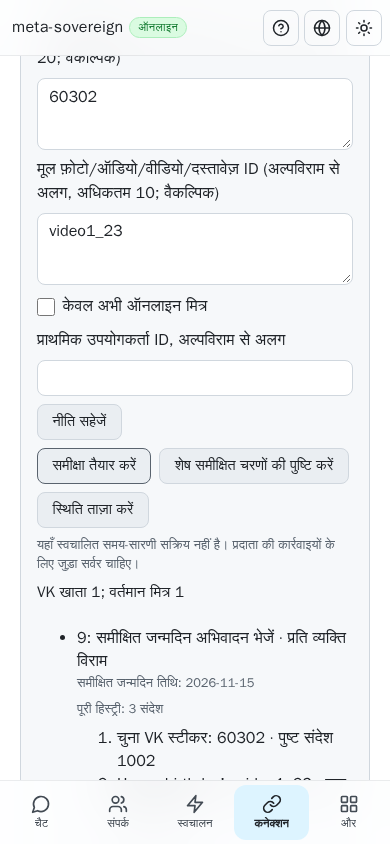 meta-sovereign ऑनलाइन
20; वैकल्पिक)
60302
मूल फ़ोटो/ऑडियो/वीडियो/दस्तावेज़ ID (अल्पविराम से
अलग, अधिकतम 10; वैकल्पिक)
video1_23
केवल अभी ऑनलाइन मित्र
प्राथमिक उपयोगकर्ता ID, अल्पविराम से अलग
नीति सहेजें
समीक्षा तैयार करें शेष समीक्षित चरणों की पुष्टि करें
स्थिति ताज़ा करें
यहाँ स्वचालित समय-सारणी सक्रिय नहीं है। प्रदाता की कार्रवाइयों के
लिए जुड़ा सर्वर चाहिए।
VK खाता 1; वर्तमान मित्र 1
9: समीक्षित जन्मदिन अभिवादन भेजें · प्रति व्यक्ति
विराम
समीक्षित जन्मदिन तिथि: 2026-11-15
पूरी हिस्ट्री: 3 संदेश
1. चुना VK स्टीकर: 60302 · पुष्ट संदेश
1002
चैट संपर्क स्वचालन कनेक्शन और